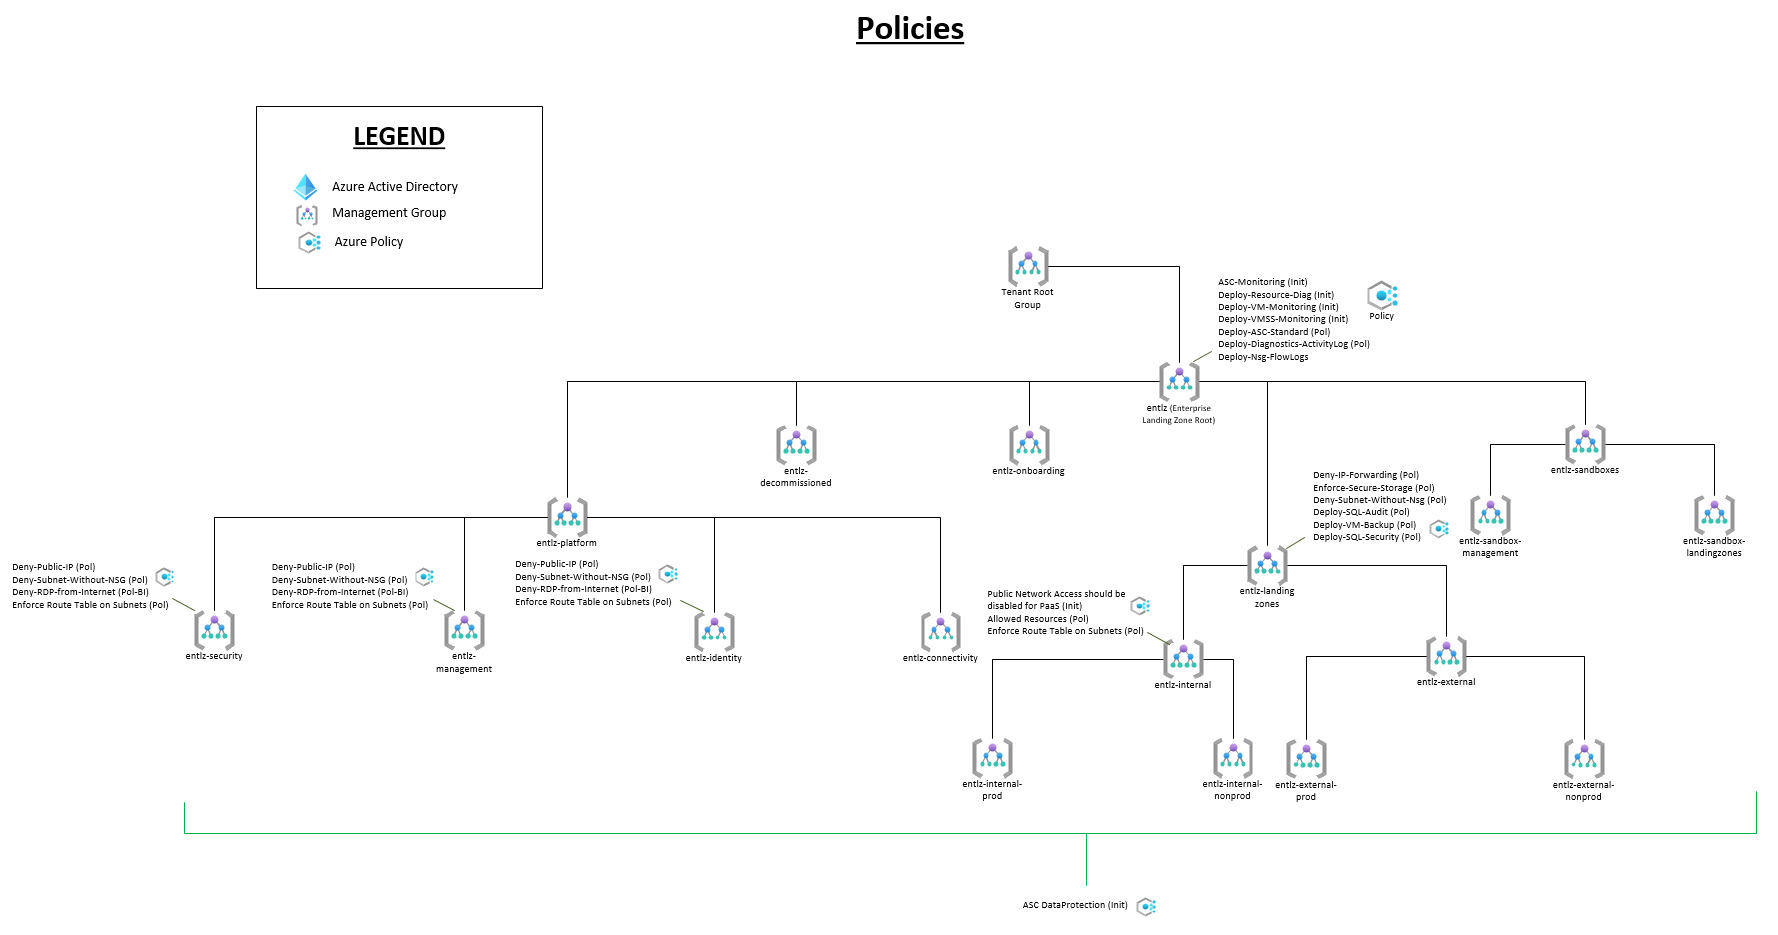 Policies
LEGEND
Azure Active Directory
Management Group
Azure Policy
Tenant Root
Group
ASC-Monitoring (Init)
Deploy-Resource-Diag (Init)
Deploy-VM-Monitoring (Init)
Deploy-VMSS-Monitoring (Init)
Deploy-ASC-Standard (Pol)
Deploy-Diagnostics-ActivityLog (Pol)
Deploy-Nsg-FlowLogs
Policy
entlz (Enterprise
Landing Zone Root)
entlz-
decommissioned
entlz-onboarding
entlz-sandboxes
Deny-IP-Forwarding (Pol)
Enforce-Secure-Storage (Pol)
Deny-Subnet-Without-Nsg (Pol)
Deploy-SQL-Audit (Pol)
Deploy-VM-Backup (Pol)
Deploy-SQL-Security (Pol)
entlz-sandbox-
management
entlz-sandbox-
landingzones
entlz-platform
Deny-Public-IP (Pol)
Deny-Subnet-Without-NSG (Pol)
Deny-RDP-from-Internet (Pol-BI)
Enforce Route Table on Subnets (Pol)
Deny-Public-IP (Pol)
Deny-Subnet-Without-NSG (Pol)
Deny-RDP-from-Internet (Pol-BI)
Enforce Route Table on Subnets (Pol)
Deny-Public-IP (Pol)
Deny-Subnet-Without-NSG (Pol)
Deny-RDP-from-Internet (Pol-BI)
Enforce Route Table on Subnets (Pol)
entlz-landing
zones
Public Network Access should be
disabled for PaaS (Init)
Allowed Resources (Pol)
Enforce Route Table on Subnets (Pol)
entlz-security
entlz-
management
entlz-identity
entlz-connectivity
entlz-internal
entlz-external
entlz-internal-
prod
entlz-internal-
nonprod
entlz-external-
prod
entlz-external-
nonprod
ASC DataProtection (Init)